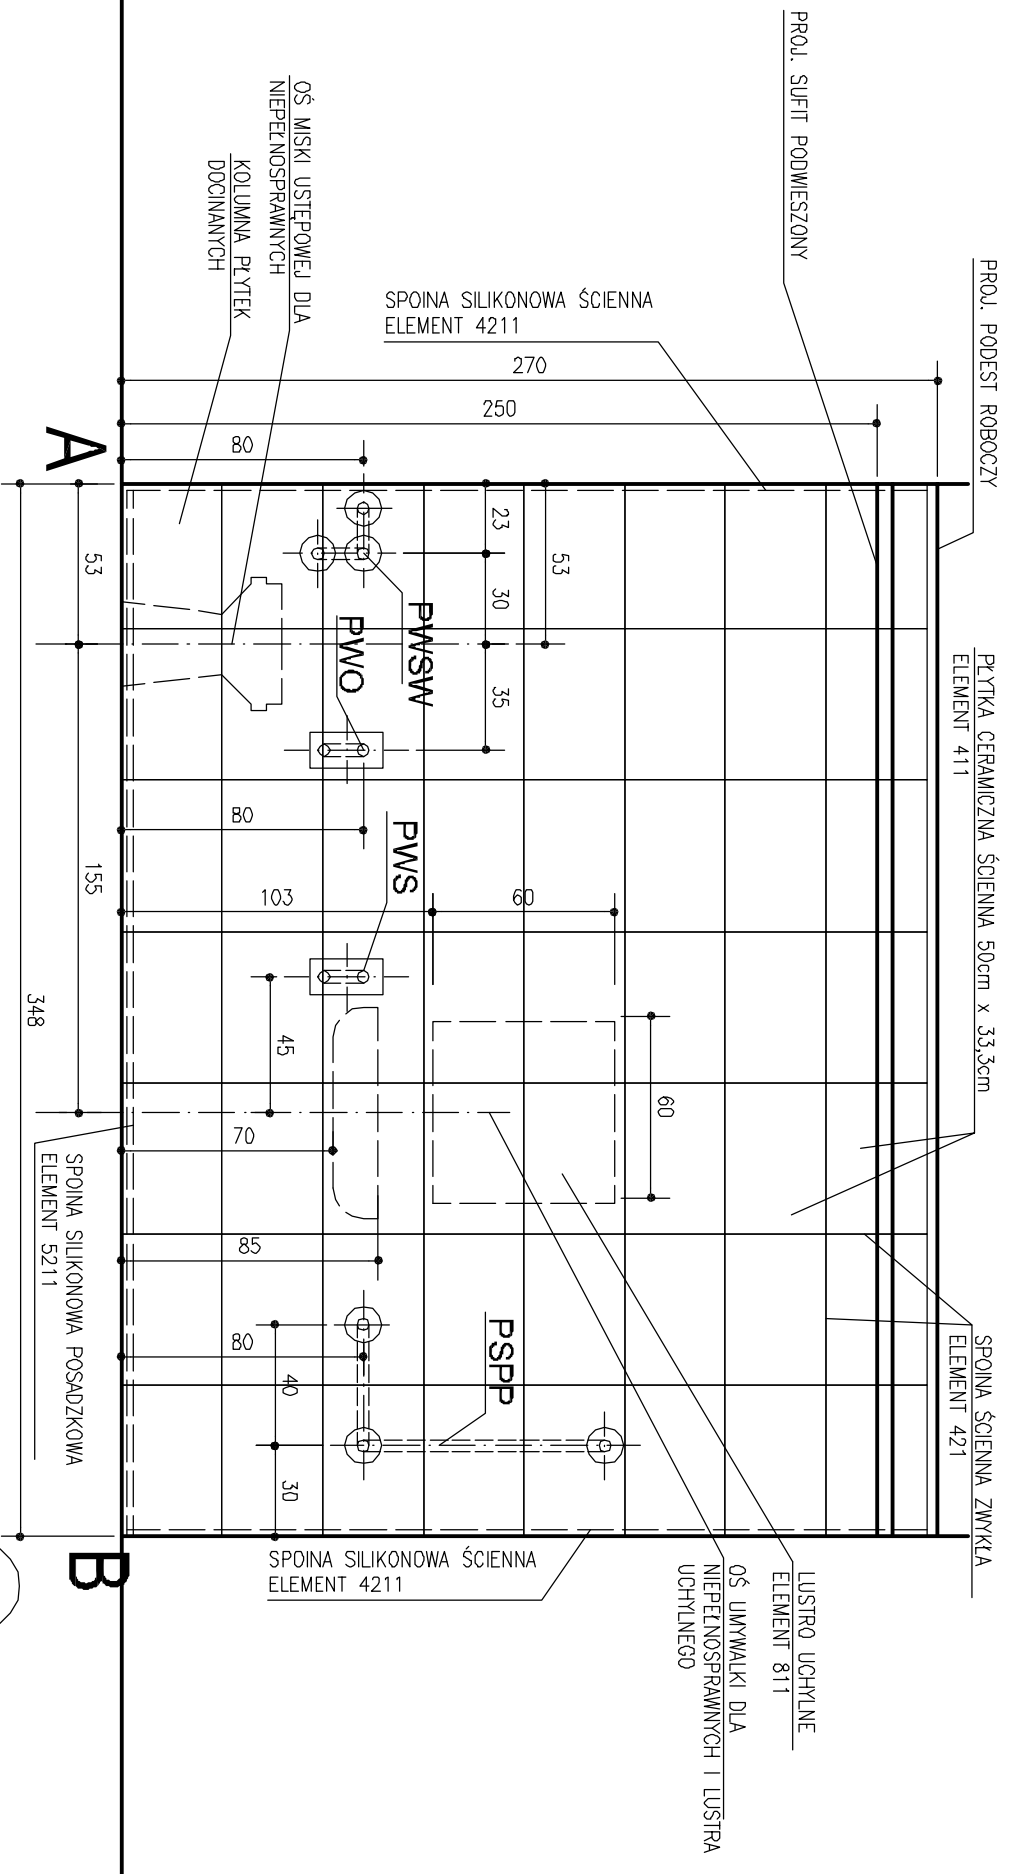 PROJ. PODEST ROBOCZY
PROJ. SUFIT PODWIESZONY
PŁYTKA CERAMICZNA ŚCIENNA 50cm x 33,3cm
ELEMENT 411
SPOINA ŚCIENNA ZWYKŁA
ELEMENT 421
LUSTRO UCHYLNE
ELEMENT 811
OŚ UMYWALKI DLA
NIEPEŁNOSPRAWNYCH I LUSTRA
UCHYLNEGO
SPOINA SILIKONOWA ŚCIENNA
ELEMENT 4211
OŚ MISKI USTĘPOWEJ DLA
NIEPEŁNOSPRAWNYCH
KOLUMNA PŁYTEK
DOCINANYCH
270
250
80
53
23
30
35
PWSW
PWO
PWS
PSPP
80
103
60
60
45
70
85
80
40
30
SPOINA SILIKONOWA ŚCIENNA
ELEMENT 4211
A
B
53
155
348
SPOINA SILIKONOWA POSADZKOWA
ELEMENT 5211